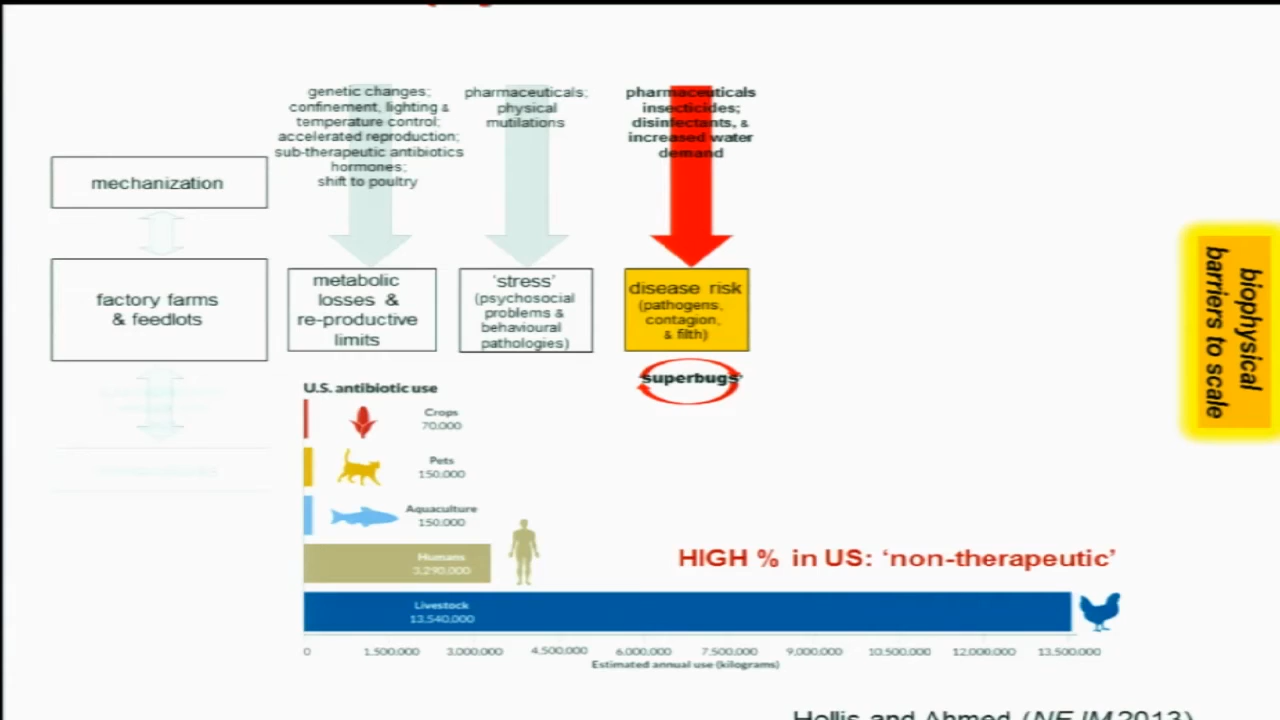 genetic changes;
confinement, lighting &
temperature control;
accelerated reproduction;
sub-therapeutic antibiotics
hormones;
shift to poultry
pharmaceuticals;
physical
mutilations
pharmaceuticals
insecticides;
disinfectants, &
increased water
demand
mechanization
factory farms
& feedlots
metabolic
losses &
re-productive
limits
'stress'
(psychosocial
problems &
behavioural
pathologies)
disease risk
(pathogens,
contagion,
& filth)
biophysical
barriers to scale
superbugs
U.S. antibiotic use
Crops
70.000
Pets
150.000
Aquaculture
150.000
Humans
3.290,000
HIGH % in US: 'non-therapeutic'
Livestock
13,540,000
0 1.500.000 3.000.000 4.500.000 6.000.000 7.500.000 9.000.000 10.500.000 12.000.000 13.500.000
Estimated annual use (kilograms)
Hollis and Ahmed (NEJM 2013)